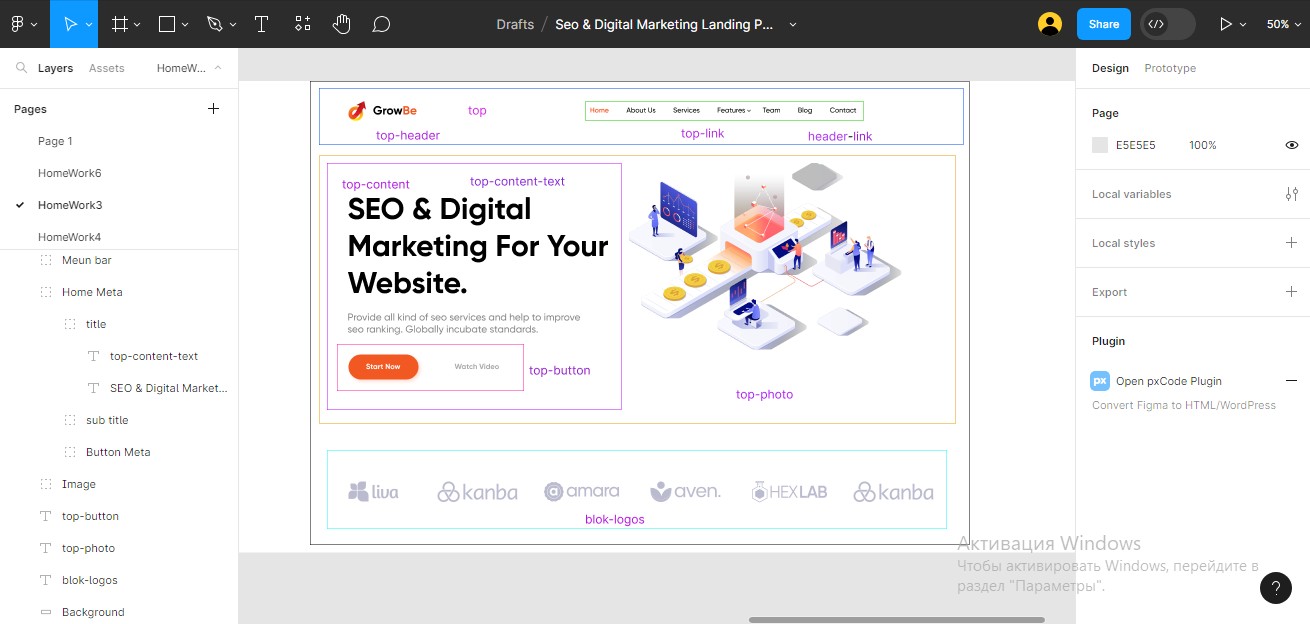 Drafts / Seo & Digital Marketing Landing P...
Share
50%
Layers Assets HomeW...
Pages
Page 1
HomeWork6
HomeWork3
HomeWork4
Meun bar
Home Meta
title
top-content-text
SEO & Digital Market...
sub title
Button Meta
Image
top-button
top-photo
blok-logos
Background
GrowBe
top
Home About Us Services Features Team Blog Contact
top-header
top-link
header-link
top-content
top-content-text
SEO & Digital
Marketing For Your
Website.
Provide all kind of seo services and help to improve
seo ranking. Globally incubate standards.
Start Now Watch Video
top-button
top-photo
liva kanba amara aven. HEXLAB kanba
blok-logos
Design Prototype
Page
E5E5E5 100%
Local variables
Local styles
Export
Plugin
px Open pxCode Plugin
Convert Figma to HTML/WordPress
Активация Windows
Чтобы активировать Windows, перейдите в
раздел "Параметры".
?